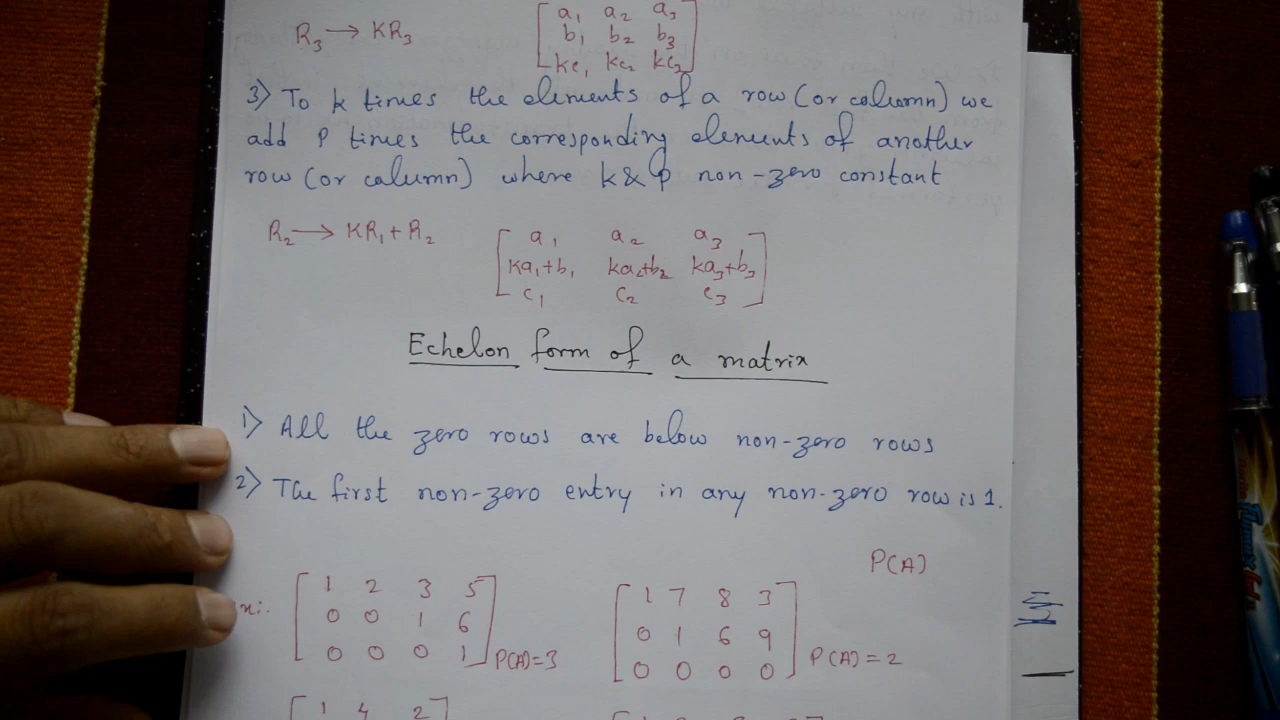 R₃ → KR₃
[ a₁ a₂ a₃
b₁ b₂ b₃
kc₁ kc₂ kc₃ ]
3) To k times the elements of a row (or column) we
add p times the corresponding elements of another
row (or calumn) where k & p non-zero constant
R₂ → KR₁ + R₂
[ a₁ a₂ a₃
ka₁+b₁ ka₂+b₂ ka₃+b₃
c₁ c₂ c₃ ]
Echelon form of a matrix
1) All the zero rows are below non-zero rows
2) The first non-zero entry in any non-zero row is 1.
P(A)
[ 1 2 3 5
0 0 1 6
0 0 0 1 ] P(A)=3
[ 1 7 8 3
0 1 6 9
0 0 0 0 ] P(A)=2
[ 1 4 2 ]